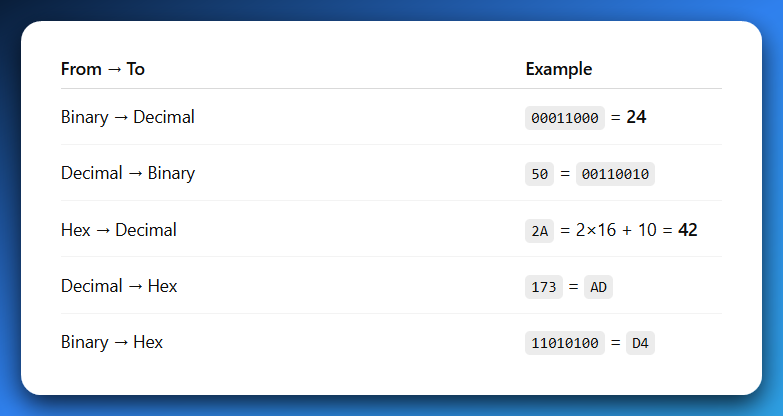 From → To Example
Binary → Decimal 00011000 = 24
Decimal → Binary 50 = 00110010
Hex → Decimal 2A = 2×16 + 10 = 42
Decimal → Hex 173 = AD
Binary → Hex 11010100 = D4